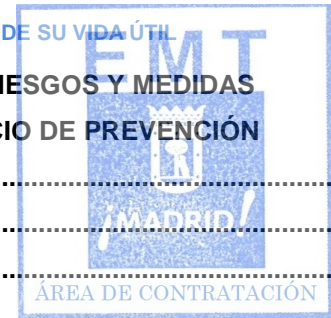 DE SU VIDA ÚTIL
EMT
IESGOS Y MEDIDAS
CIO DE PREVENCIÓN
¡MADRID!
ÁREA DE CONTRATACIÓN